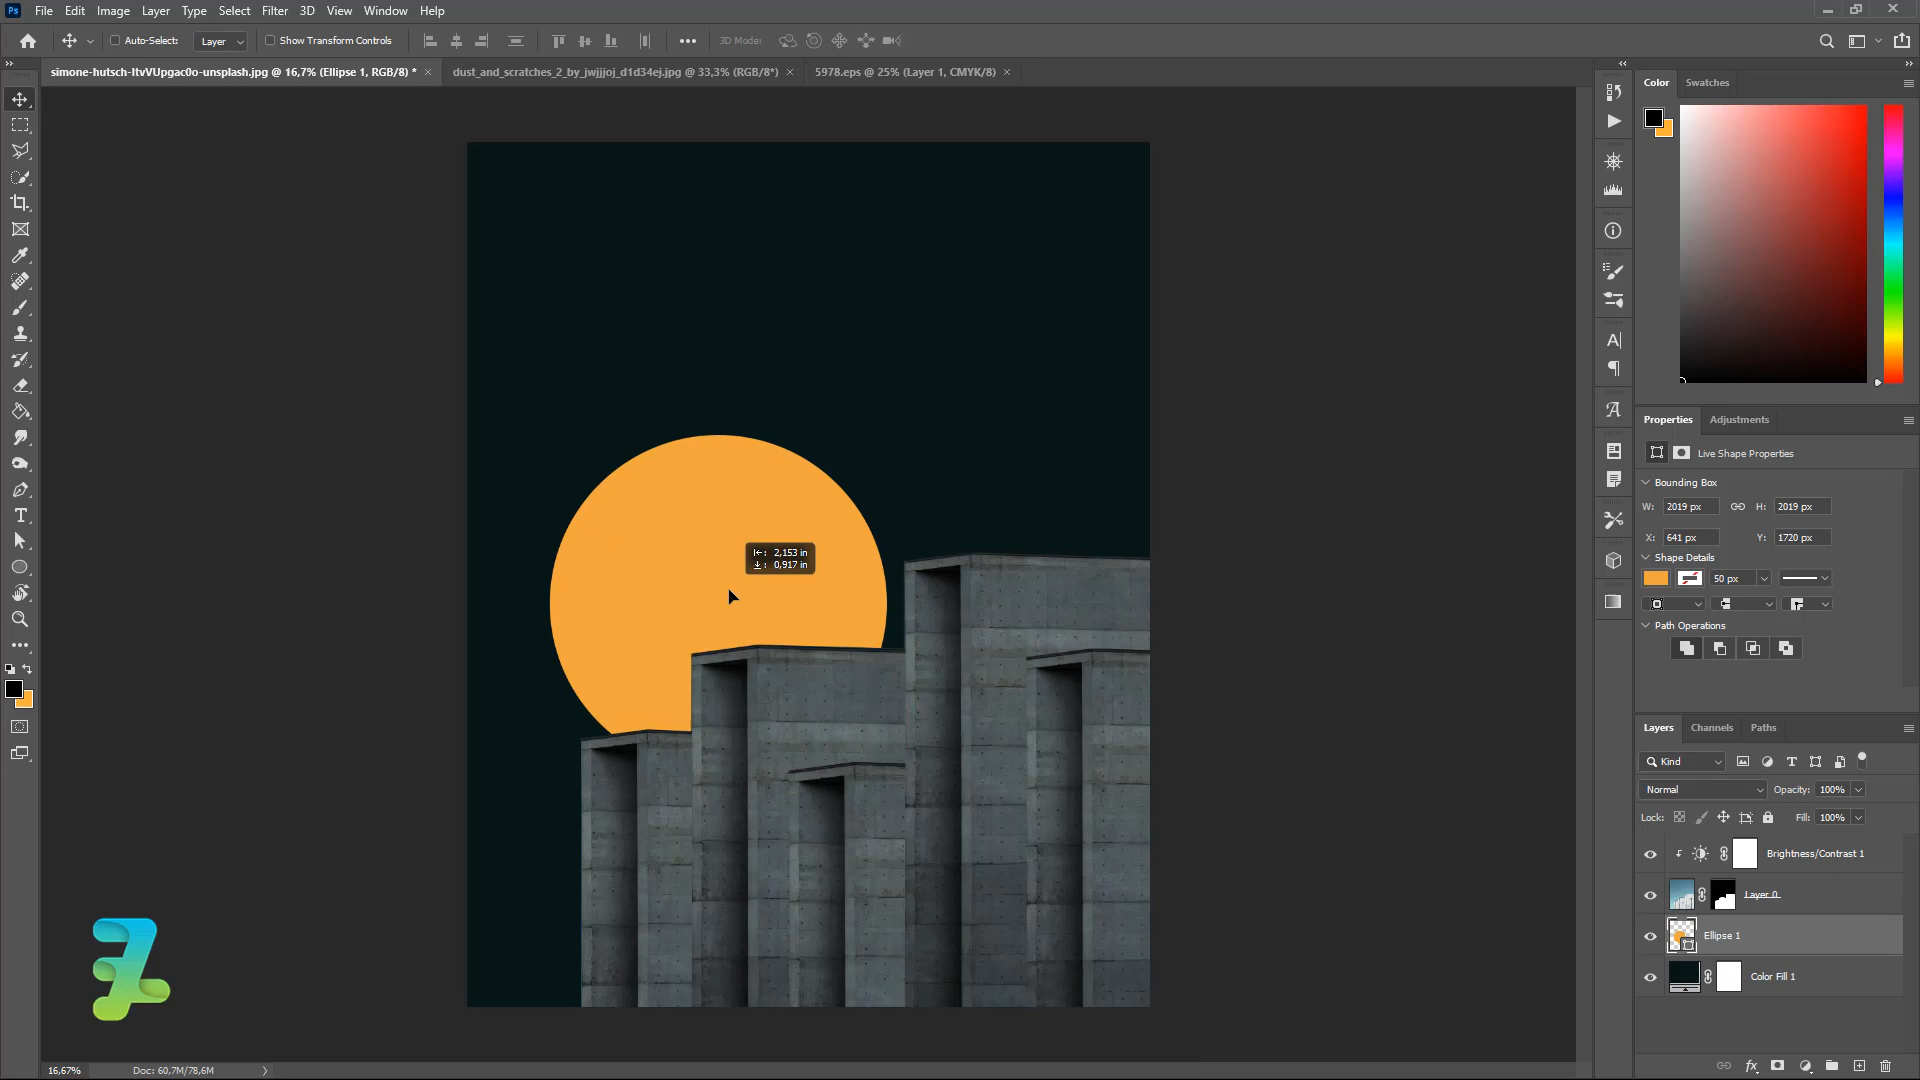 Ps File Edit Image Layer Type Select Filter 3D View Window Help
Auto-Select: Layer Show Transform Controls 3D Mode:
simone-hutsch-ItvVUpgac0o-unsplash.jpg @ 16,7% (Ellipse 1, RGB/8) * dust_and_scratches_2_by_jwjjjoj_d1d34ej.jpg @ 33,3% (RGB/8*) 5978.eps @ 25% (Layer 1, CMYK/8)
Color Swatches
Properties Adjustments
Live Shape Properties
Bounding Box
W: 2019 px H: 2019 px
X: 641 px Y: 1720 px
Shape Details
50 px
Path Operations
2,153 in
0,917 in
Layers Channels Paths
Kind
Normal Opacity: 100%
Lock: Fill: 100%
Brightness/Contrast 1
Layer 0
Ellipse 1
Color Fill 1
fx
16,67% Doc: 60,7M/78,6M